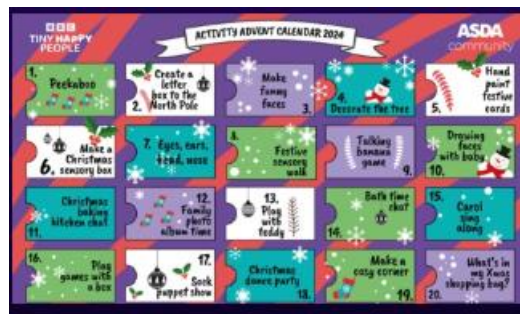 BBC
TINY HAPPY
PEOPLE
ACTIVITY ADVENT CALENDAR 2024
ASDA
community
1.
Peekaboo
2. Create a
letter
box to the
North Pole
Make
funny
faces 3.
4.
Decorate the tree
Hand
paint
festive
cards
5.
6. Make a
Christmas
sensory box
7. Eyes, ears,
head, nose
8.
Festive
sensory
walk
Talking
banana
game
9.
Drawing
faces
with baby
10.
Christmas
baking
kitchen chat
11.
12.
Family
photo
album time
13.
Play
with
teddy
Bath time
chat
14.
15.
Carol
sing
along
16.
Play
games with
a box
17.
Sock
puppet show
Christmas
dance party
18.
Make a
cosy corner
19.
What's in
my Xmas
shopping bag?
20.